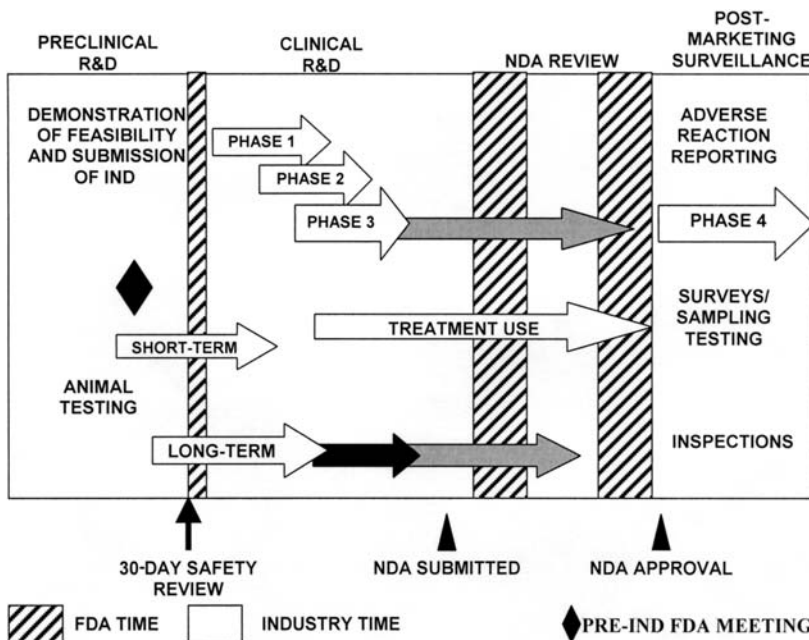 PRECLINICAL
R&D
CLINICAL
R&D
NDA REVIEW
POST-
MARKETING
SURVEILLANCE
DEMONSTRATION
OF FEASIBILITY
AND SUBMISSION
OF IND
PHASE 1
PHASE 2
PHASE 3
ADVERSE
REACTION
REPORTING
PHASE 4
SHORT-TERM
TREATMENT USE
SURVEYS/
SAMPLING
TESTING
ANIMAL
TESTING
LONG-TERM
INSPECTIONS
30-DAY SAFETY
REVIEW
NDA SUBMITTED
NDA APPROVAL
FDA TIME
INDUSTRY TIME
PRE-IND FDA MEETING